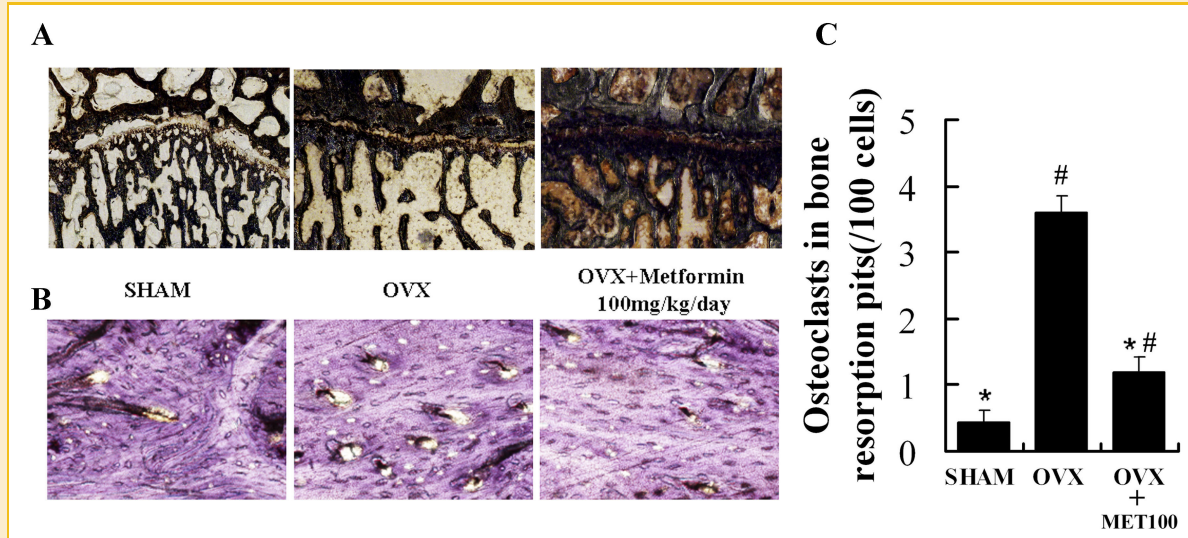 A
SHAM
OVX
OVX+Metformin
100mg/kg/day
B
C
Osteoclasts in bone
resorption pits(/100 cells)
5
4
3
2
1
0
*
#
* #
SHAM
OVX
OVX
+
MET100